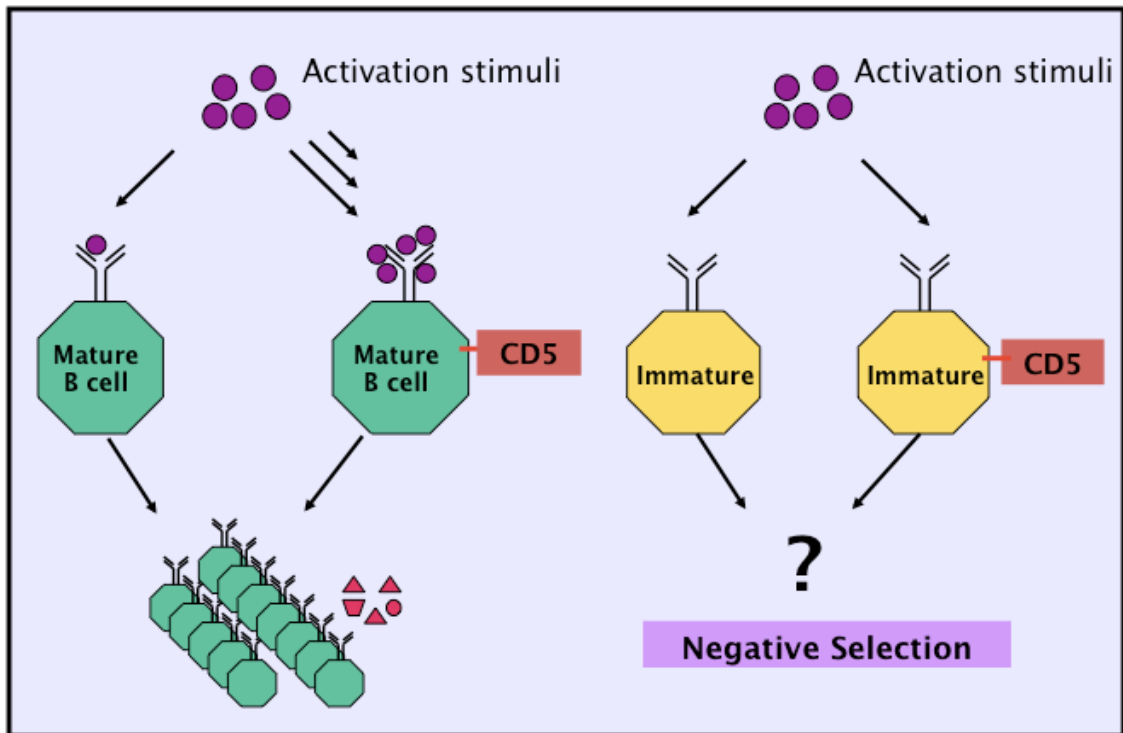 Activation stimuli
Mature
B cell
Mature
B cell
CD5
Activation stimuli
Immature
Immature
CD5
?
Negative Selection